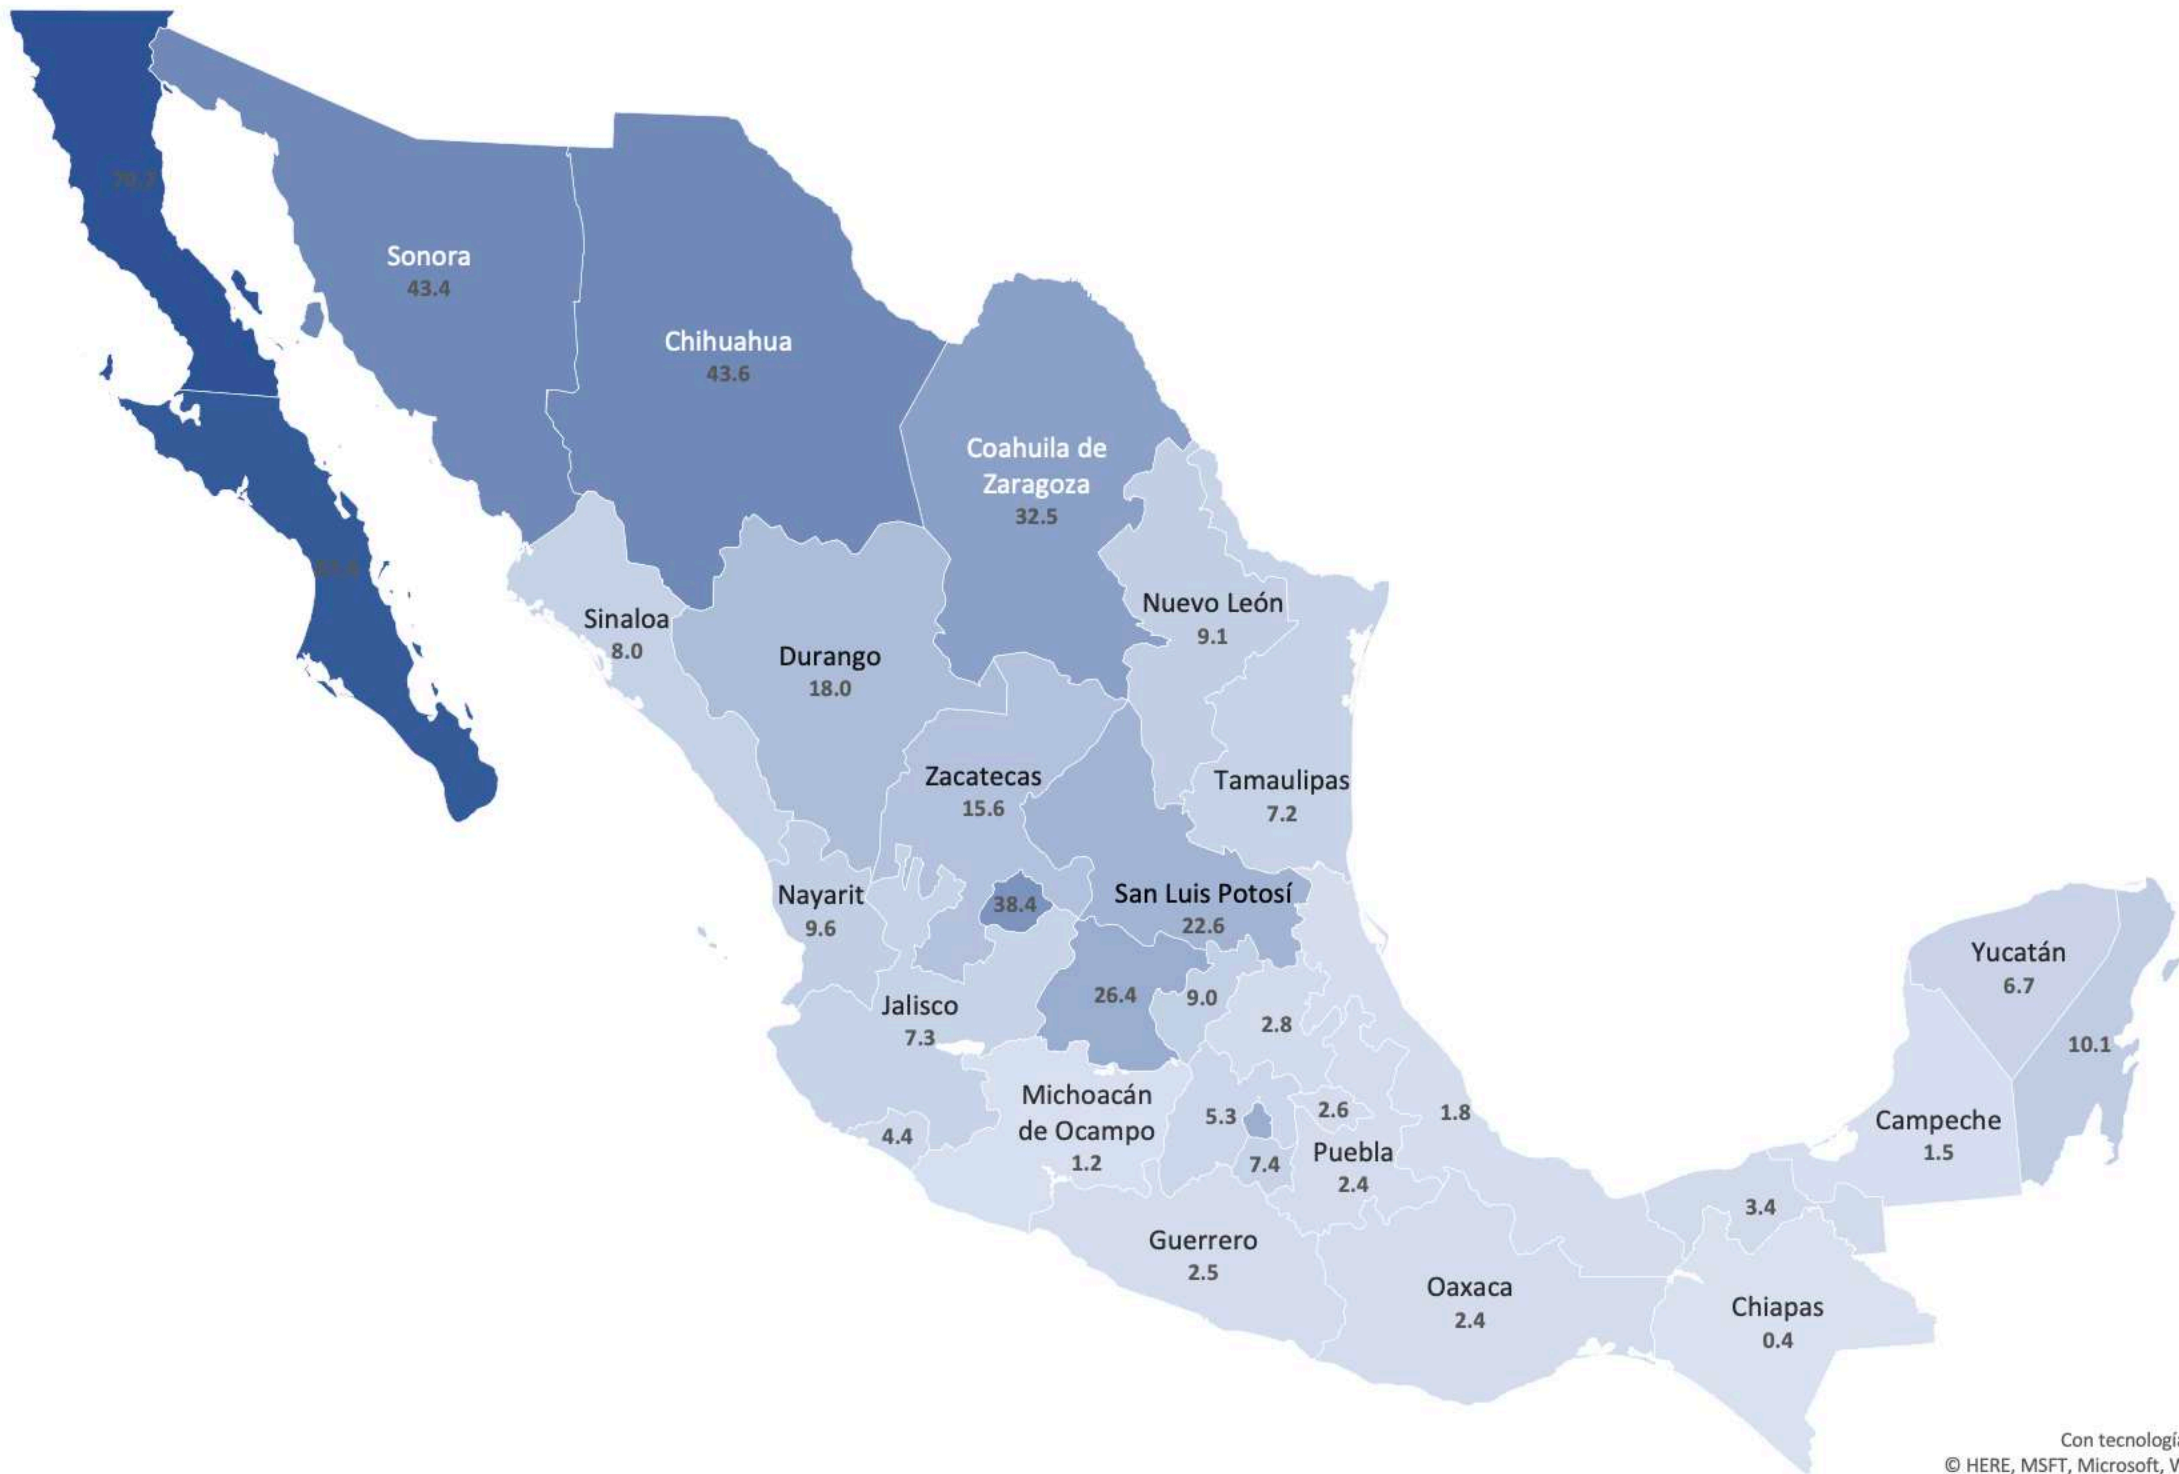 70.7
Sonora
43.4
Chihuahua
43.6
Coahuila de
Zaragoza
32.5
Sinaloa
8.0
Durango
18.0
Nuevo León
9.1
Zacatecas
15.6
Tamaulipas
7.2
Nayarit
9.6
38.4
San Luis Potosí
22.6
Jalisco
7.3
26.4
9.0
2.8
Yucatán
6.7
10.1
Michoacán
de Ocampo
1.2
4.4
5.3
2.6
7.4
Puebla
2.4
1.8
Campeche
1.5
3.4
Guerrero
2.5
Oaxaca
2.4
Chiapas
0.4
Con tecnología
© HERE, MSFT, Microsoft,